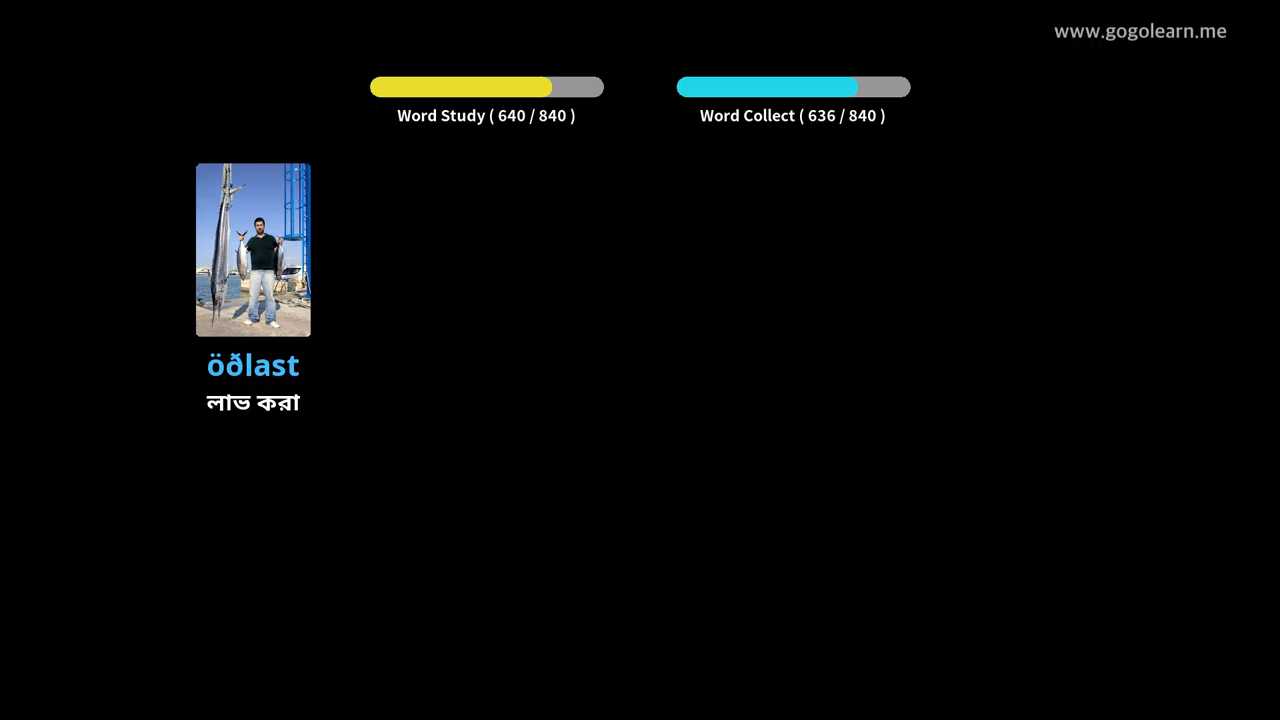 www.gogolearn.me
Word Study ( 640 / 840 )
Word Collect ( 636 / 840 )
öðlast
লাভ করা